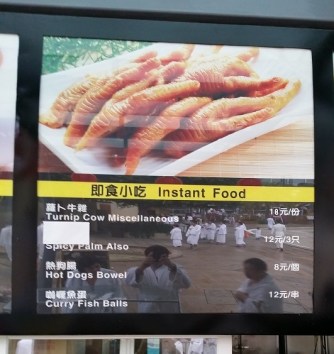 即食小吃 Instant Food
蘿卜牛雜 18元/份
Turnip Cow Miscellaneous
12元/3只
Spicy Palm Also
熱狗腸 8元/個
Hot Dogs Bowel
咖喱魚蛋 12元/串
Curry Fish Balls